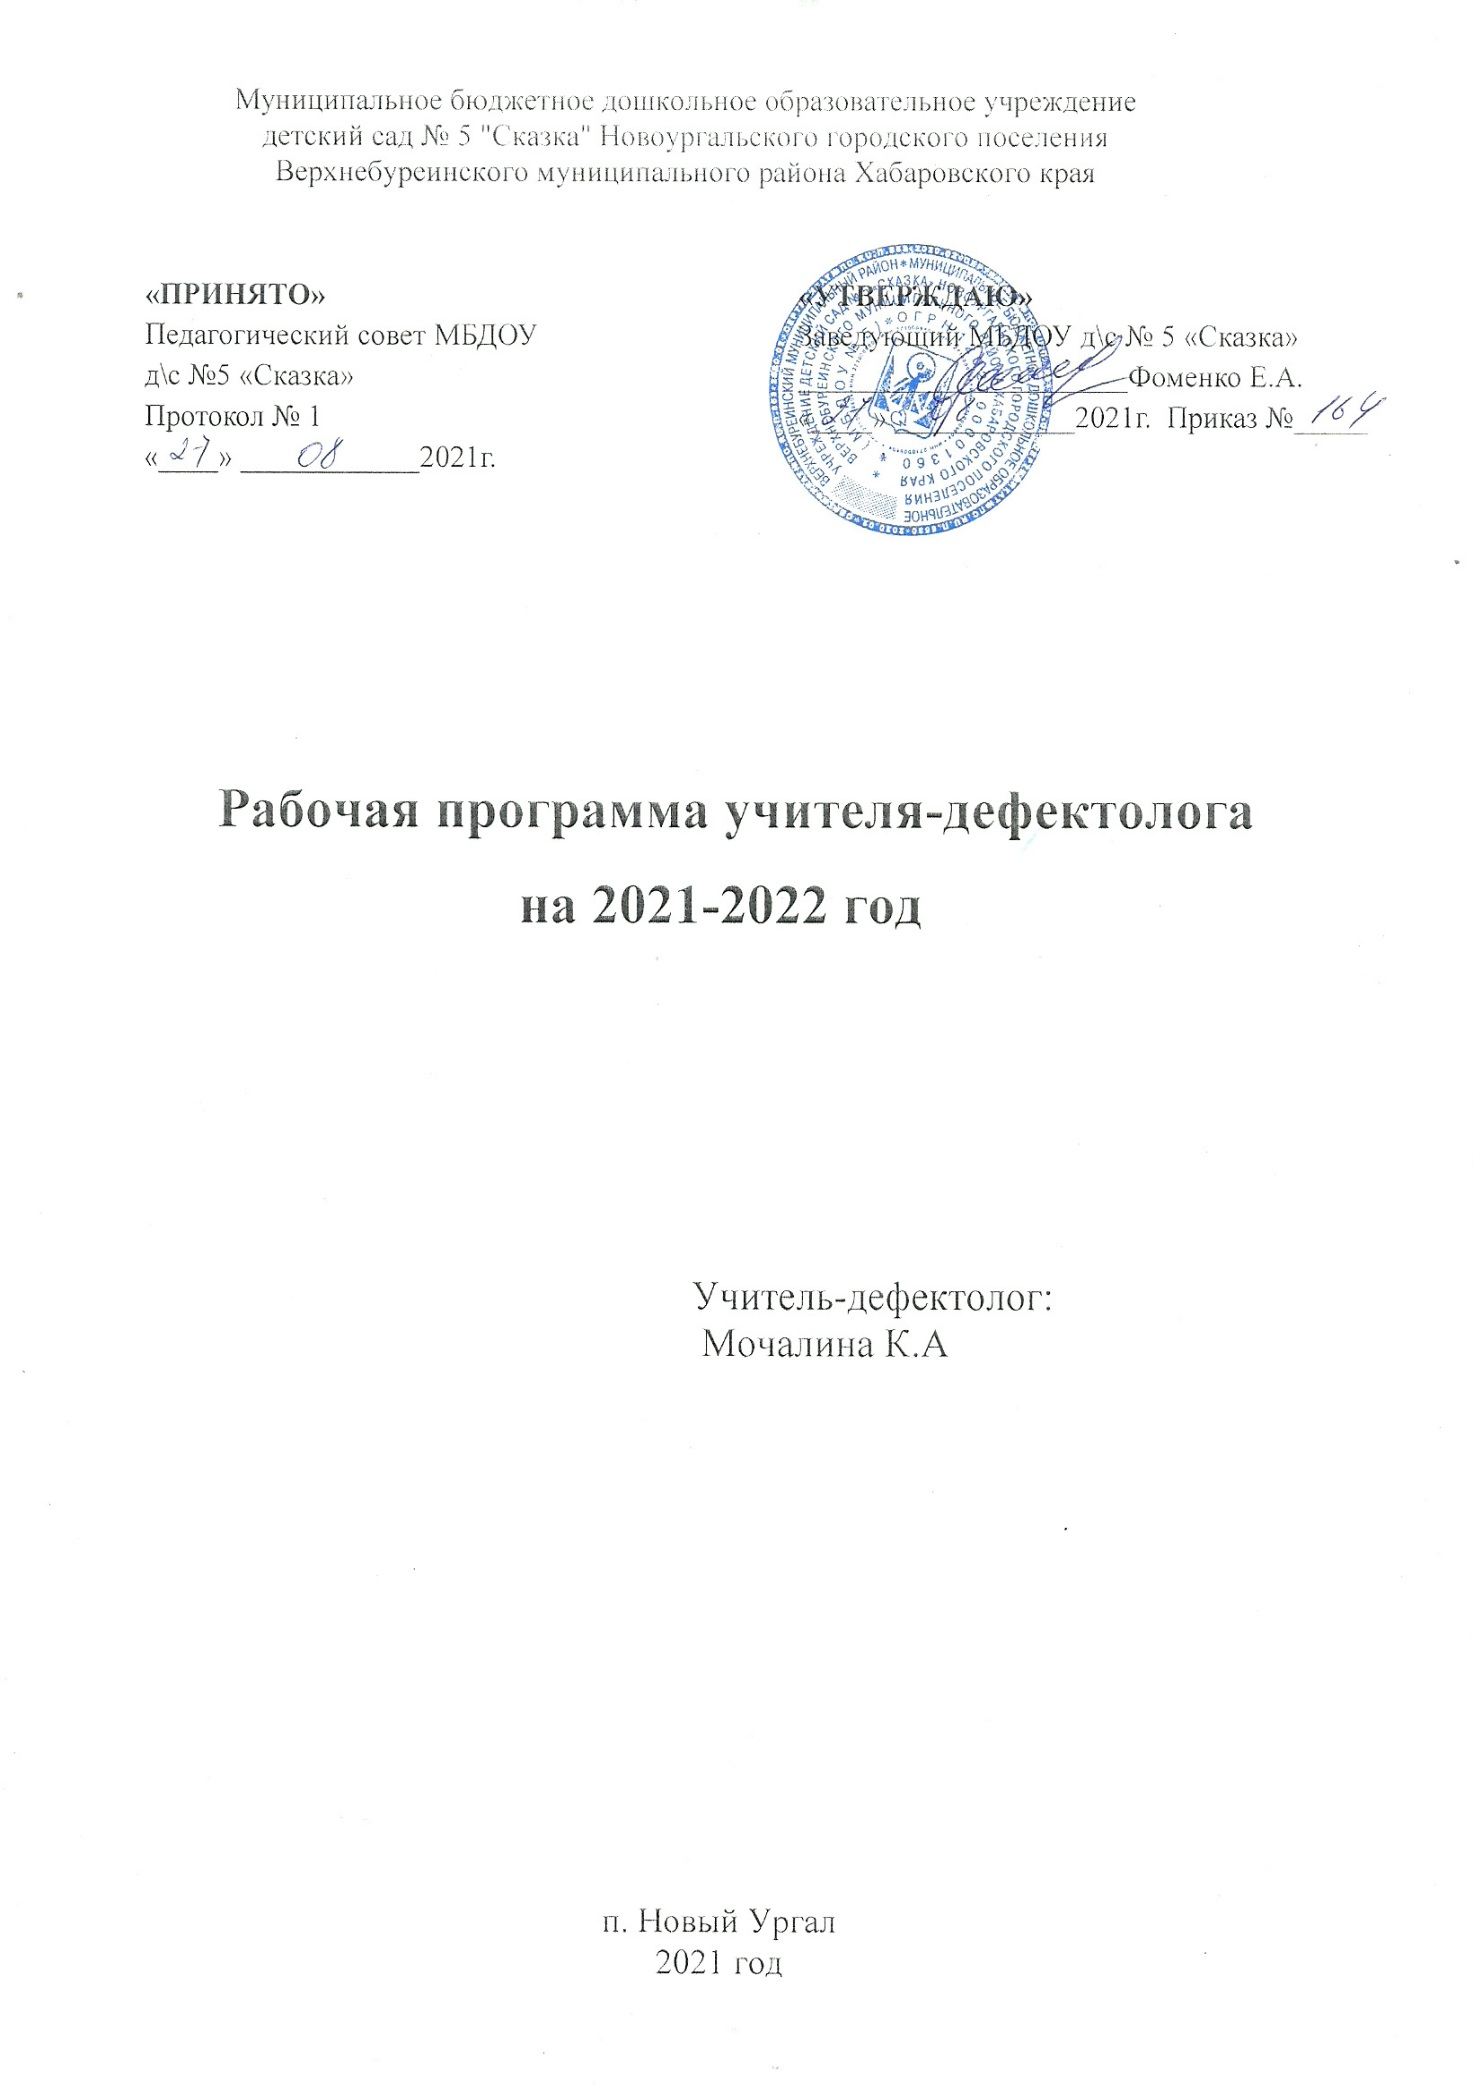 Муниципальное бюджетное дошкольное образовательное учреждение
детский сад № 5 "Сказка" Новоургальского городского поселения
Верхнебуреинского муниципального района Хабаровского края
«ПРИНЯТО»
Педагогический совет МБДОУ
д\с №5 «Сказка»
Протокол № 1
«27» 08 2021г.
«УТВЕРЖДАЮ»
Заведующий МБДОУ д\с № 5 «Сказка»
Фоменко Е.А.
«27» 08 2021г. Приказ № 164
Рабочая программа учителя-дефектолога
на 2021-2022 год
Учитель-дефектолог:
Мочалина К.А
п. Новый Ургал
2021 год